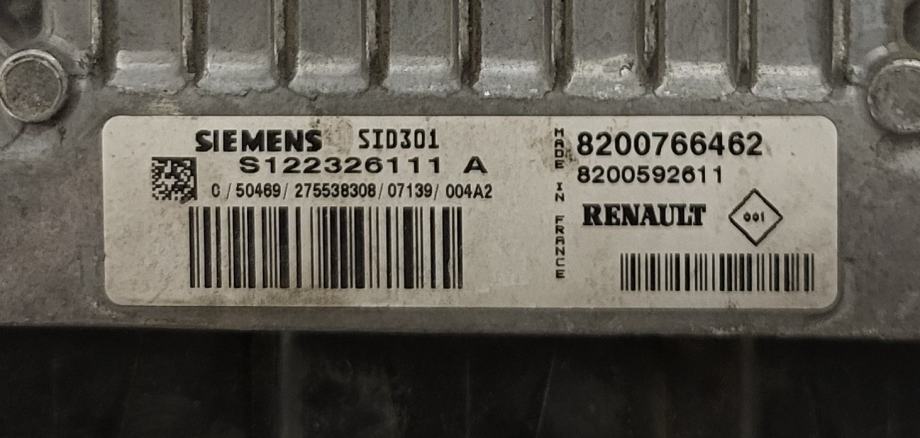 SIEMENS SID301
S122326111 A
C/50469/275538308/07139/004A2
MADE IN FRANCE
8200766462
8200592611
RENAULT 001